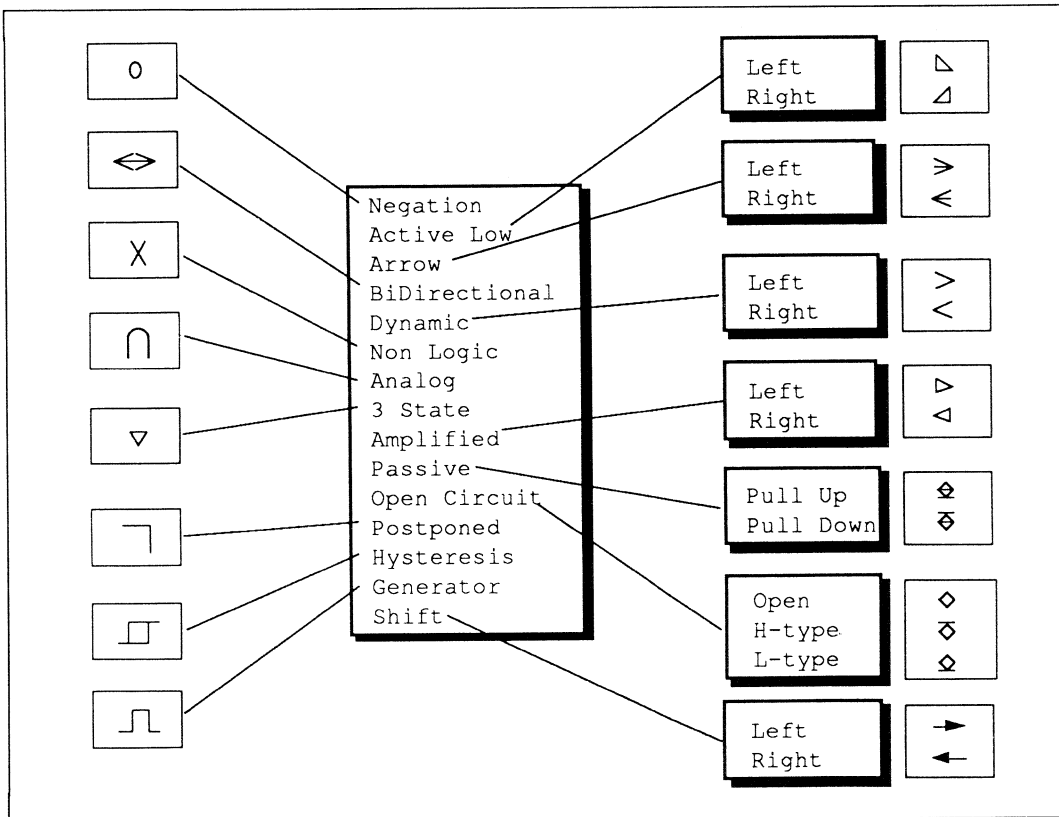 Negation
Active Low
Arrow
BiDirectional
Dynamic
Non Logic
Analog
3 State
Amplified
Passive
Open Circuit
Postponed
Hysteresis
Generator
Shift
Left
Right
Left
Right
Left
Right
Left
Right
Pull Up
Pull Down
Open
H-type
L-type
Left
Right